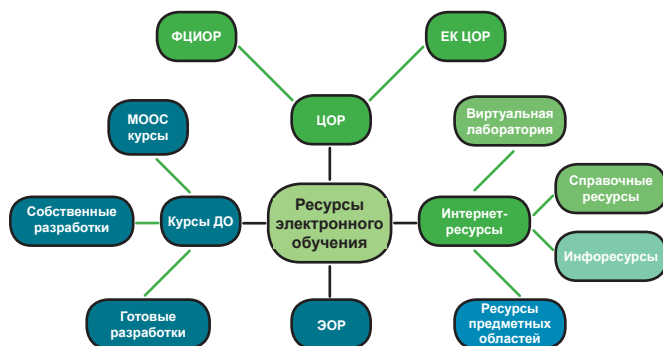 ФЦИОР
ЕК ЦОР
МООС
курсы
ЦОР
Виртуальная
лаборатория
Справочные
ресурсы
Собственные
разработки
Курсы ДО
Ресурсы
электронного
обучения
Интернет-
ресурсы
Инфоресурсы
Готовые
разработки
ЭОР
Ресурсы
предметных
областей